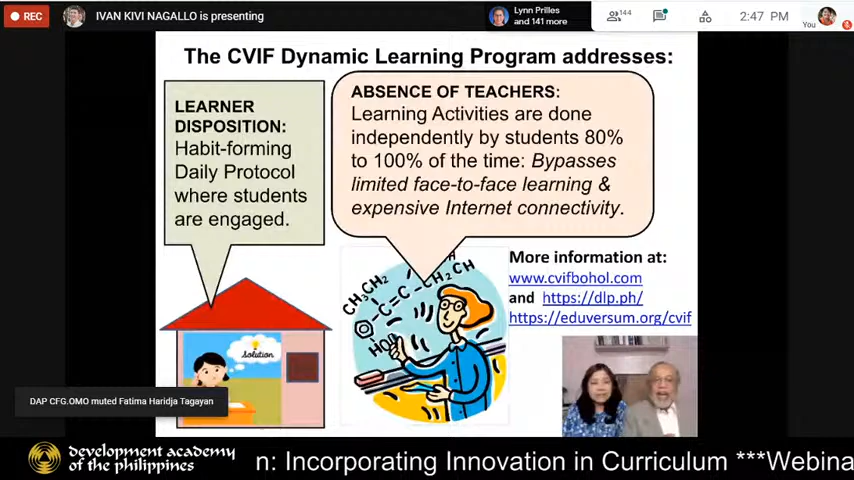 REC
IVAN KIVI NAGALLO is presenting
Lynn Prilles
and 141 more
144
2:47 PM
You
The CVIF Dynamic Learning Program addresses:
LEARNER
DISPOSITION:
Habit-forming
Daily Protocol
where students
are engaged.
ABSENCE OF TEACHERS:
Learning Activities are done
independently by students 80%
to 100% of the time: Bypasses
limited face-to-face learning &
expensive Internet connectivity.
More information at:
www.cvifbohol.com
and https://dlp.ph/
https://eduversum.org/cvif
CH3CH2
C=C
CH2CH
HO
Solution
DAP CFG.OMO muted Fatima Haridja Tagayan
development academy
of the philippines
n: Incorporating Innovation in Curriculum ***Webina